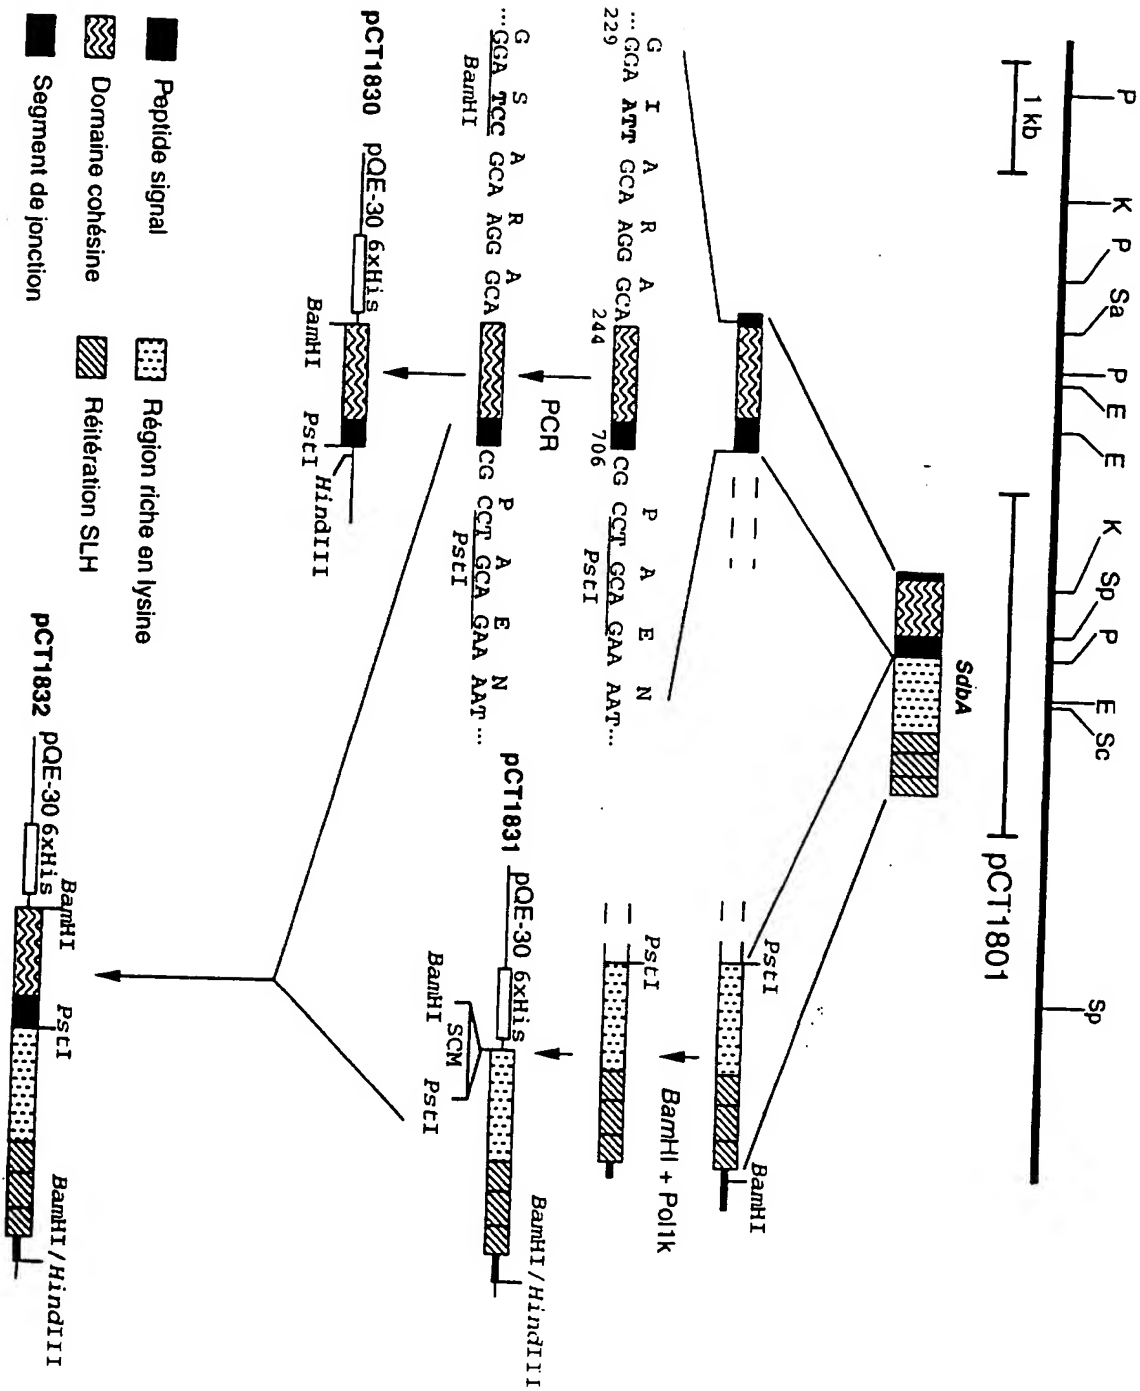 P K P Sa P E E K Sp P E Sc Sp
1 kb
pCT1801
SdbA
PstI
BamHI
G I A R A
P A E N
...GGA ATT GCA AGG GCA
CG CCT GCA GAA AAT...
229
244
706
PstI
PCR
BamHI + Pol1k
PstI
G S A R A
P A E N
...GGA TCC GCA AGG GCA
CG CCT GCA GAA AAT...
BamHI
PstI
pCT1831
pQE-30
6xHis
BamHI
SCM
PstI
BamHI/HindIII
pCT1830
pQE-30
6xHis
BamHI
PstI
HindIII
pCT1832
pQE-30
6xHis
BamHI
PstI
BamHI/HindIII
Peptide signal
Région riche en lysine
Domaine cohésine
Réitération SLH
Segment de jonction